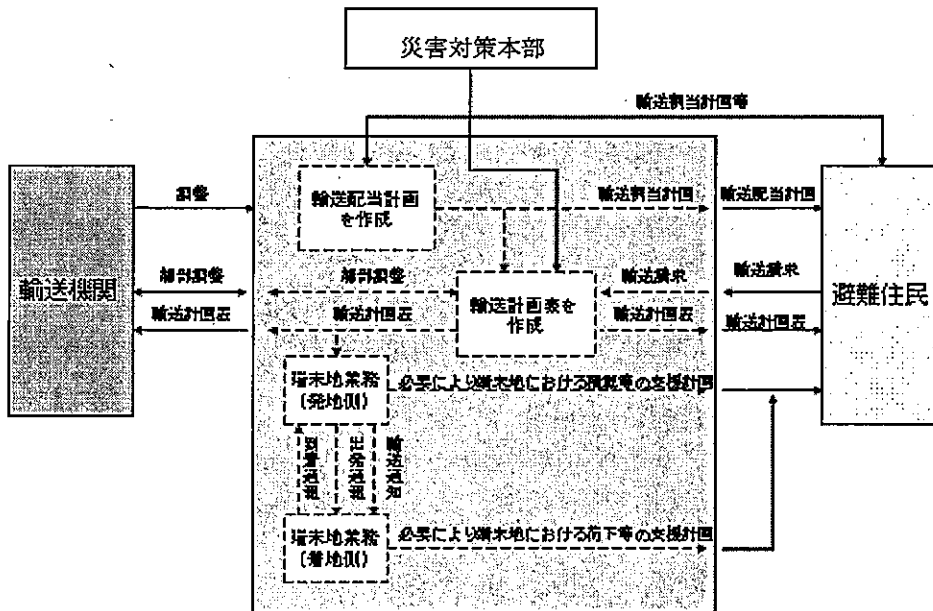 災害対策本部
輸送割当計画等
輸送機関
調整
輸送配当計画
を作成
輸送割当計画
輸送配当計画
細部調整
細部調整
輸送計画表を
作成
輸送請求
輸送請求
避難住民
輸送計画表
輸送計画表
輸送計画表
輸送計画表
端末地業務
(発地側)
必要により端末地における積載等の支援計画
到着通報
出発通報
輸送通知
端末地業務
(着地側)
必要により端末地における荷下等の支援計画